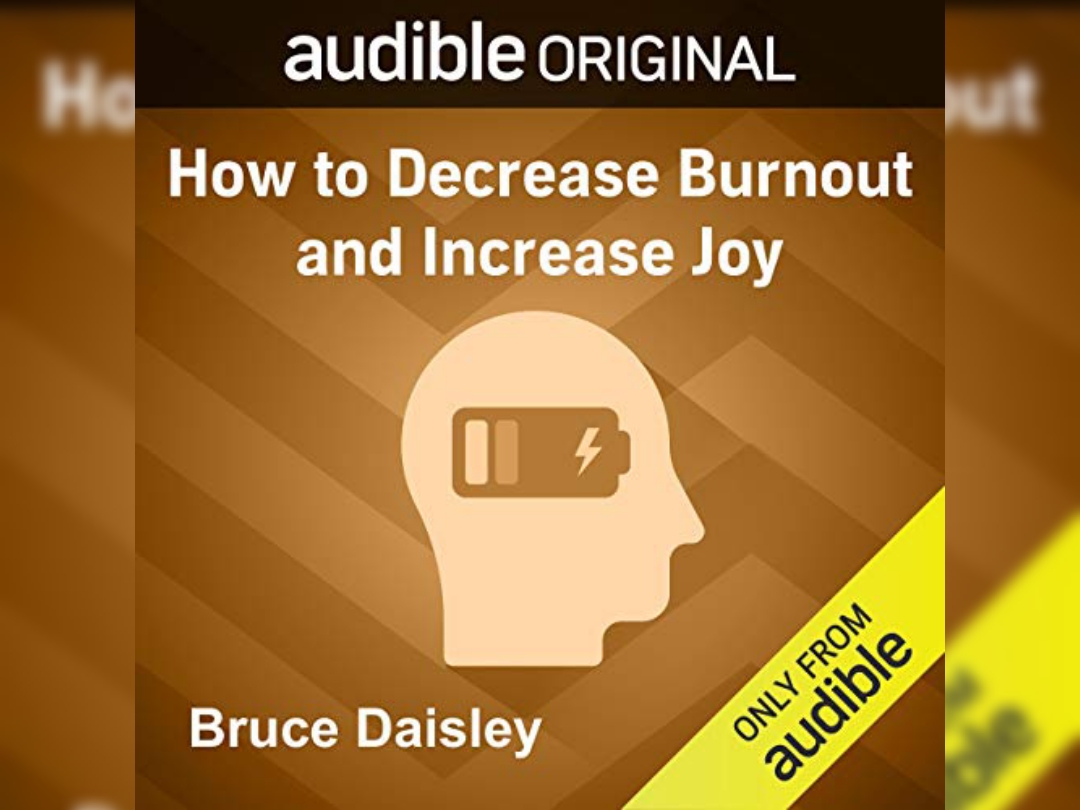 audible ORIGINAL
How to Decrease Burnout
and Increase Joy
Bruce Daisley
ONLY FROM
audible